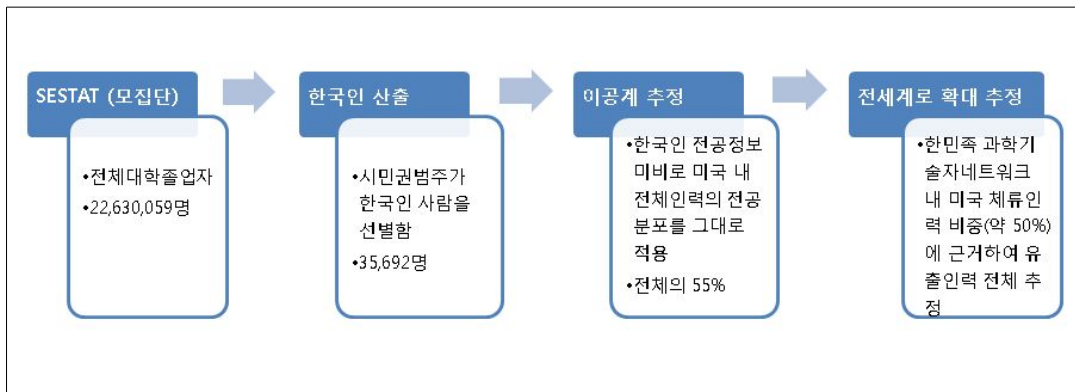 SESTAT (모집단)
•전체대학졸업자
•22,630,059명
한국인 산출
•시민권범주가
한국인 사람을
선별함
•35,692명
이공계 추정
•한국인 전공정보
미비로 미국 내
전체인력의 전공
분포를 그대로
적용
•전체의 55%
전세계로 확대 추정
•한민족 과학기
술자네트워크
내 미국 체류인
력 비중(약 50%)
에 근거하여 유
출인력 전체 추
정